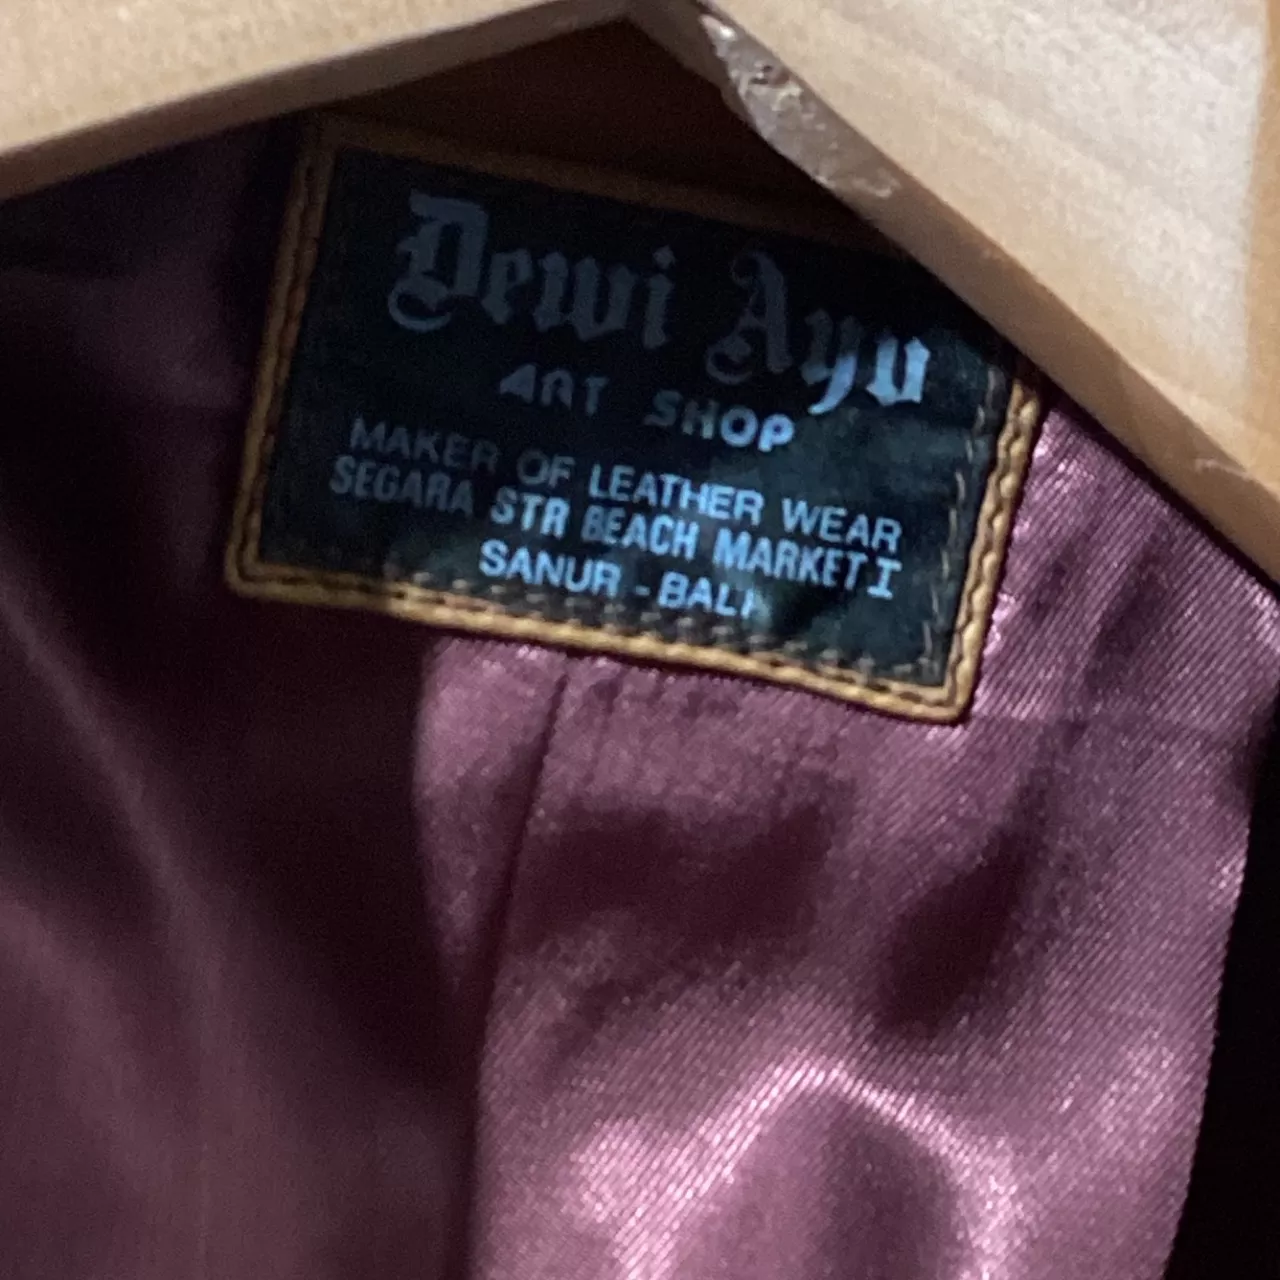 Dewi Ayu
ART SHOP
MAKER OF LEATHER WEAR
SEGARA STR BEACH MARKET I
SANUR - BALI